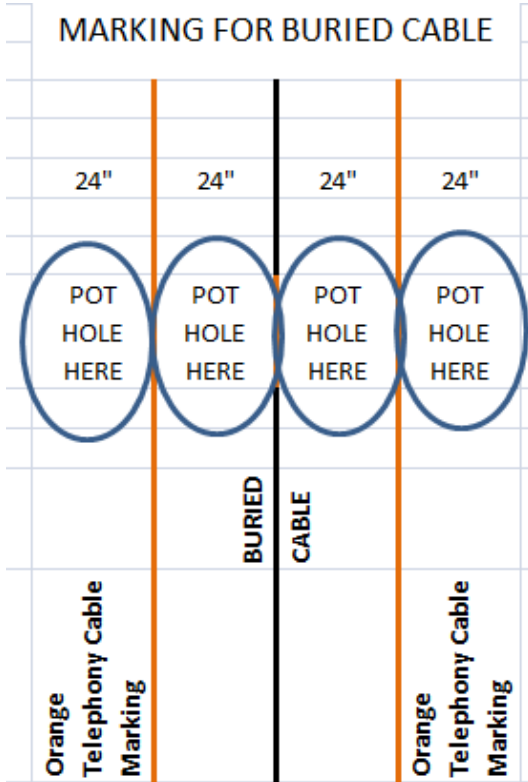 MARKING FOR BURIED CABLE
24" 24" 24" 24"
POT POT POT POT
HOLE HOLE HOLE HOLE
HERE HERE HERE HERE
BURIED
CABLE
Orange
Telephony Cable
Marking
Orange
Telephony Cable
Marking